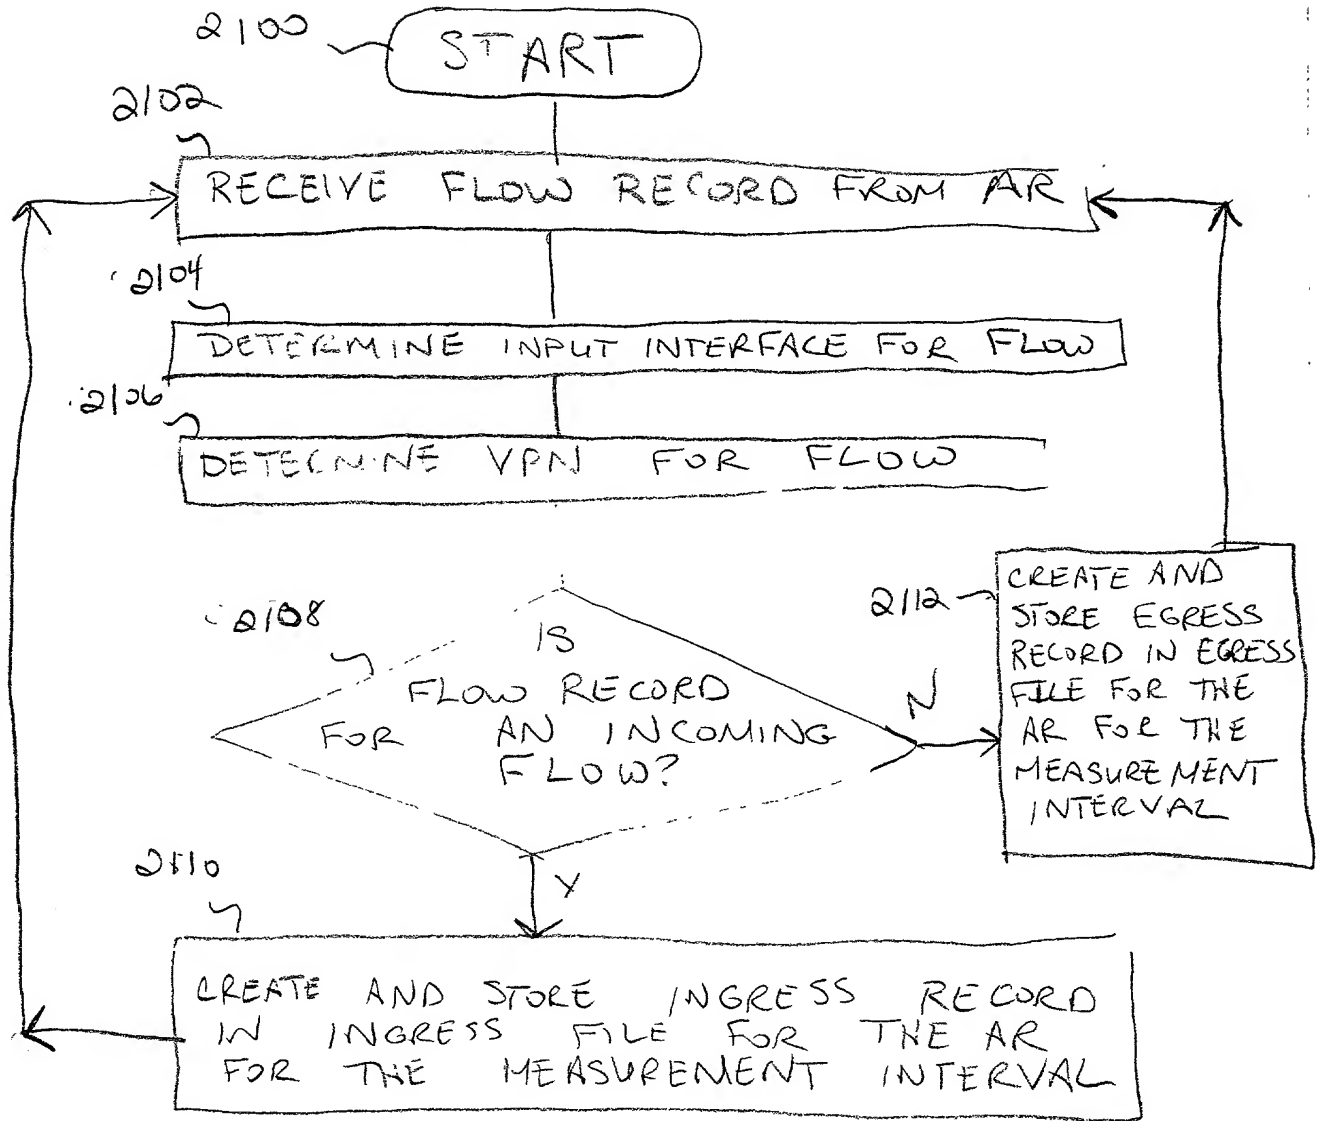 2100
START
2102
RECEIVE FLOW RECORD FROM AR
2104
DETERMINE INPUT INTERFACE FOR FLOW
2106
DETERMINE VPN FOR FLOW
2108
IS
FLOW RECORD
FOR AN INCOMING
FLOW?
N
2112
CREATE AND
STORE EGRESS
RECORD IN EGRESS
FILE FOR THE
AR FOR THE
MEASUREMENT
INTERVAL
Y
2110
CREATE AND STORE INGRESS RECORD
IN INGRESS FILE FOR THE AR
FOR THE MEASUREMENT INTERVAL